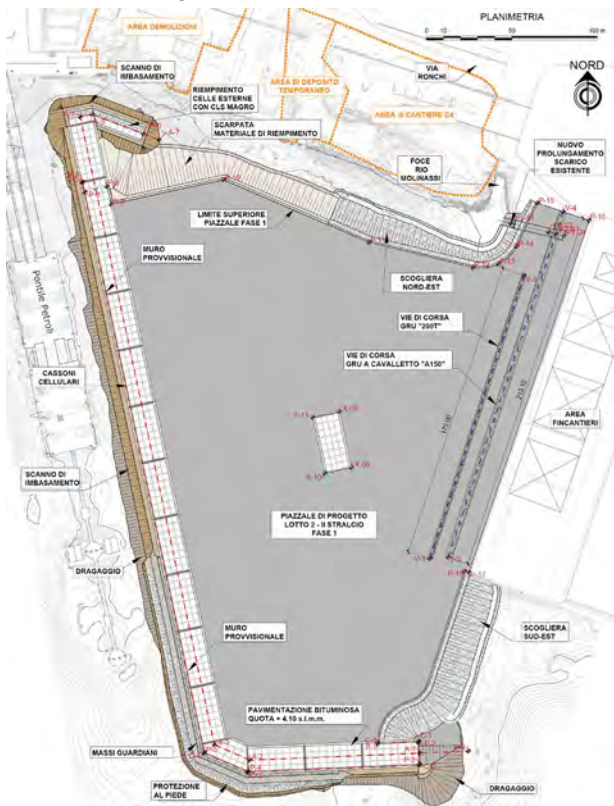 PLANIMETRIA
0 10 50 100 m
NORD
AREA DEMOLIZIONI
SCANNO DI
IMBASAMENTO
RIEMPIMENTO
CELLE ESTERNE
CON CLS MAGRO
SCARPATA
MATERIALE DI RIEMPIMENTO
AREA DI DEPOSITO
TEMPORANEO
VIA
RONCHI
AREA di CANTIERE C4
FOCE
RIO
MOLINASSI
NUOVO
PROLUNGAMENTO
SCARICO
ESISTENTE
LIMITE SUPERIORE
PIAZZALE FASE 1
MURO
PROVVISIONALE
SCOGLIERA
NORD-EST
Pontile Petroli
VIE DI CORSA
GRU "200T"
VIE DI CORSA
GRU A CAVALLETTO "A150"
CASSONI
CELLULARI
AREA
FINCANTIERI
SCANNO DI
IMBASAMENTO
PIAZZALE DI PROGETTO
LOTTO 2 - II STRALCIO
FASE 1
DRAGAGGIO
MURO
PROVVISIONALE
SCOGLIERA
SUD-EST
PAVIMENTAZIONE BITUMINOSA
QUOTA + 4.10 s.l.m.m.
MASSI GUARDIANI
PROTEZIONE
AL PIEDE
DRAGAGGIO